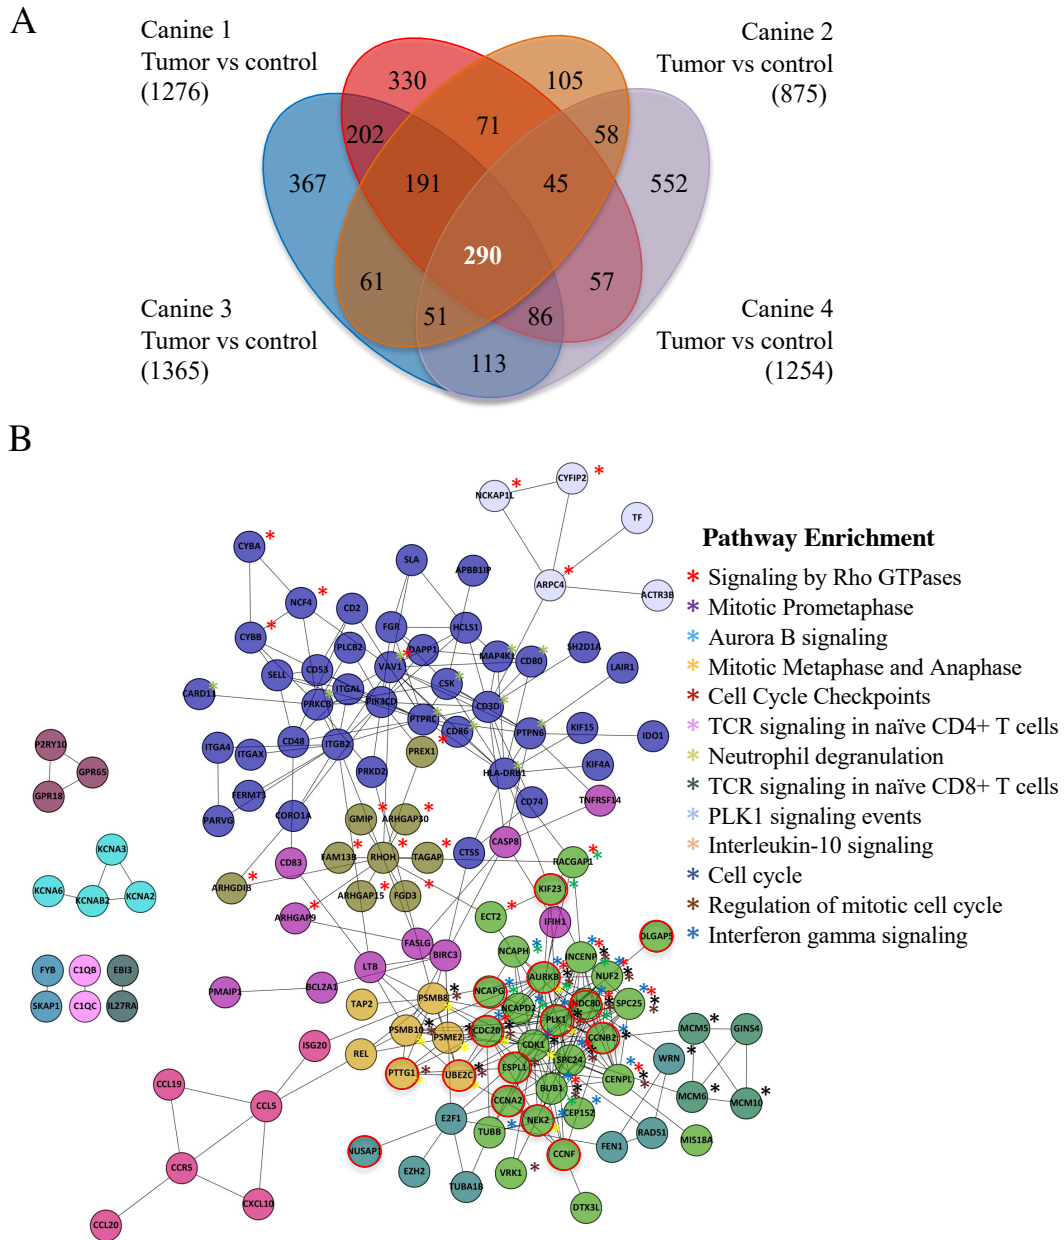 A
Canine 1
Tumor vs control
(1276)
Canine 2
Tumor vs control
(875)
330
105
71
202
58
367
191
45
552
290
61
57
51
86
113
Canine 3
Tumor vs control
(1365)
Canine 4
Tumor vs control
(1254)
B
Pathway Enrichment
* Signaling by Rho GTPases
* Mitotic Prometaphase
* Aurora B signaling
* Mitotic Metaphase and Anaphase
* Cell Cycle Checkpoints
* TCR signaling in naïve CD4+ T cells
* Neutrophil degranulation
* TCR signaling in naïve CD8+ T cells
* PLK1 signaling events
* Interleukin-10 signaling
* Cell cycle
* Regulation of mitotic cell cycle
* Interferon gamma signaling
CYFIP2
NCKAP1L
TF
ARPC4
ACTR3B
CYBA
SLA
APBB1IP
NCF4
CD2
CYBB
PLCB2
FGR
HCLS1
DAPP1
SELL
CD53
VAV1
MAP4K1
CD80
SH2D1A
LAIR1
CARD11
PRKCB
ITGAL
PIK3CD
CSK
CD3D
PTPRC
CD86
PTPN6
KIF15
IDO1
ITGA4
ITGAX
CD48
ITGB2
PREX1
KIF4A
P2RY10
GPR65
GPR18
FERMT3
PRKD2
HLA-DRB1
CD74
TNFRSF14
PARVG
CORO1A
GMIP
ARHGAP30
CASP8
KCNA3
KCNA6
KCNAB2
KCNA2
CD83
FAM13B
RHOH
TAGAP
CTSS
RACGAP1
ARHGDIB
ARHGAP15
FGD3
KIF23
ARHGAP9
ECT2
IFIH1
DLGAP5
FASLG
BIRC3
NCAPH
INCENP
FYB
C1QB
EBI3
SKAP1
C1QC
IL27RA
LTB
PMAIP1
BCL2A1
AURKB
NUF2
TAP2
PSMB8
NCAPG
NCAPD2
NDC80
SPC25
PLK1
PSMB10
PSME2
CDC20
CDK1
CCNB2
MCM5
GINS4
ISG20
REL
SPC24
WRN
PTTG1
UBE2C
ESPL1
CENPL
BUB1
MCM6
MCM10
CCL19
CCL5
CCNA2
CEP152
E2F1
TUBB
NEK2
FEN1
RAD51
MIS18A
NUSAP1
CCNF
CCR5
EZH2
TUBA1B
VRK1
CXCL10
DTX3L
CCL20